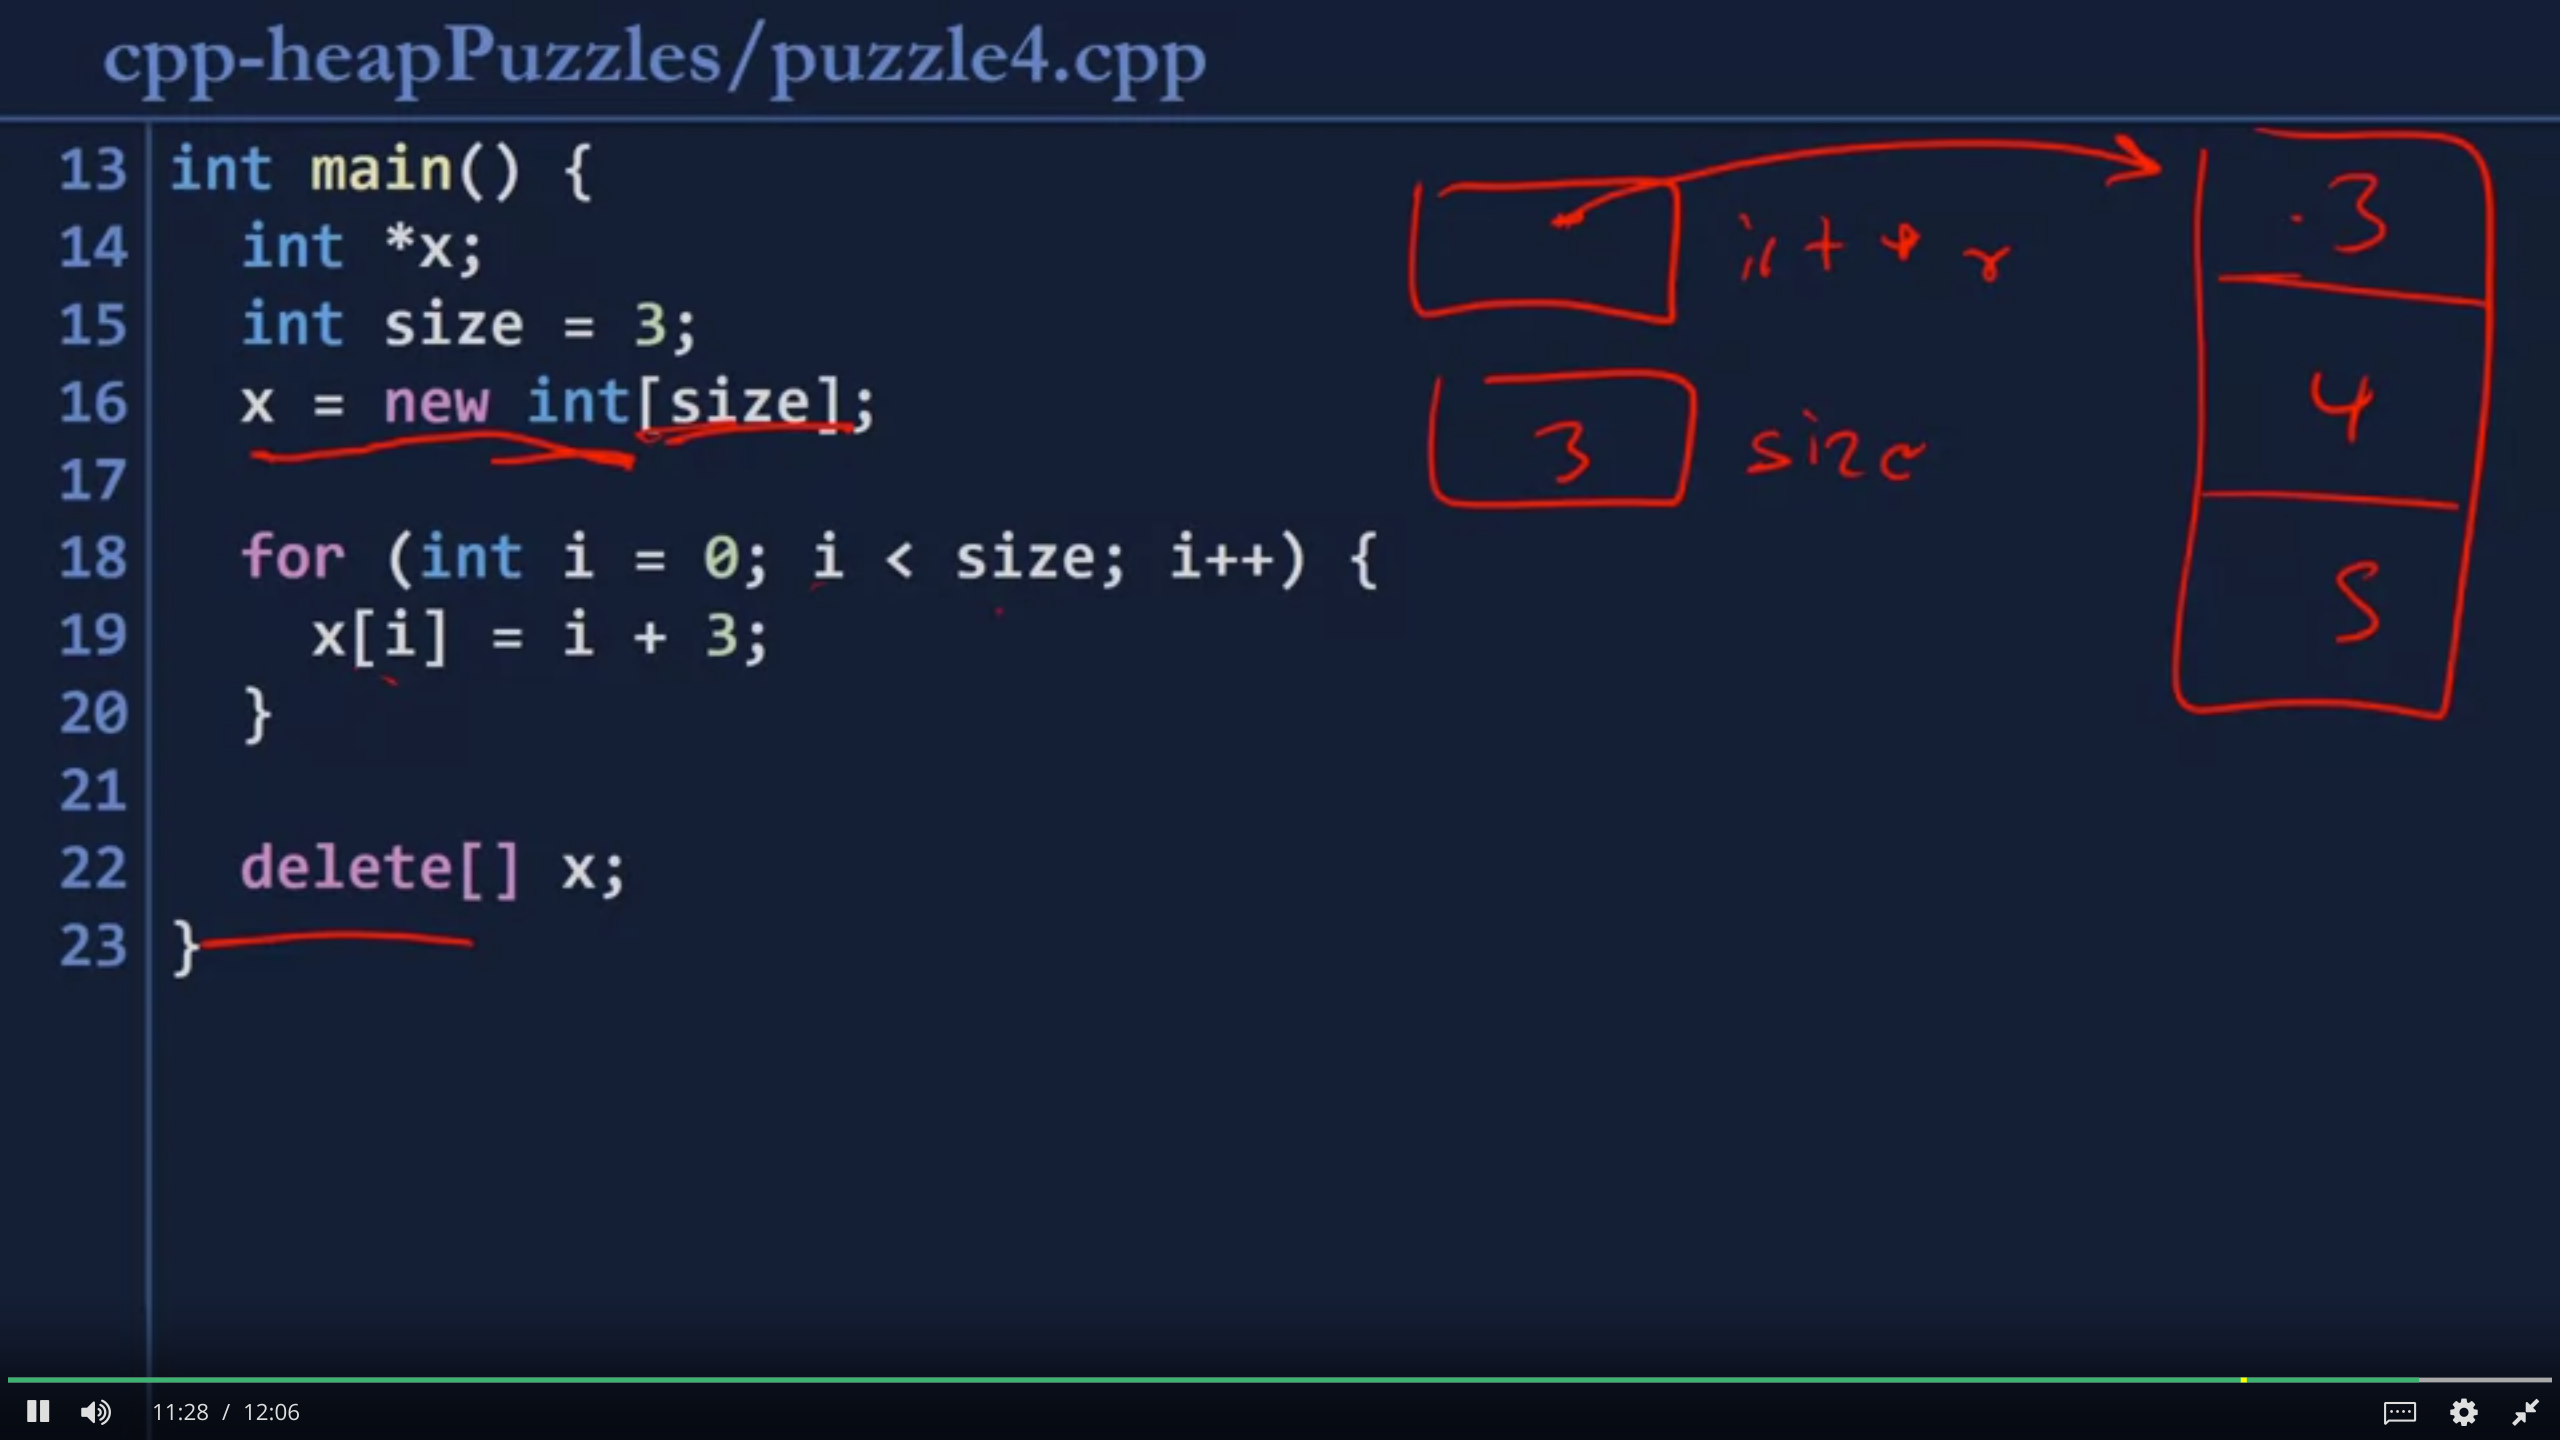 cpp-heapPuzzles/puzzle4.cpp
13 int main() {
14 int *x;
15 int size = 3;
16 x = new int[size];
17
18 for (int i = 0; i < size; i++) {
19 x[i] = i + 3;
20 }
21
22 delete[] x;
23 }
3 size
3
4
5
11:28 / 12:06